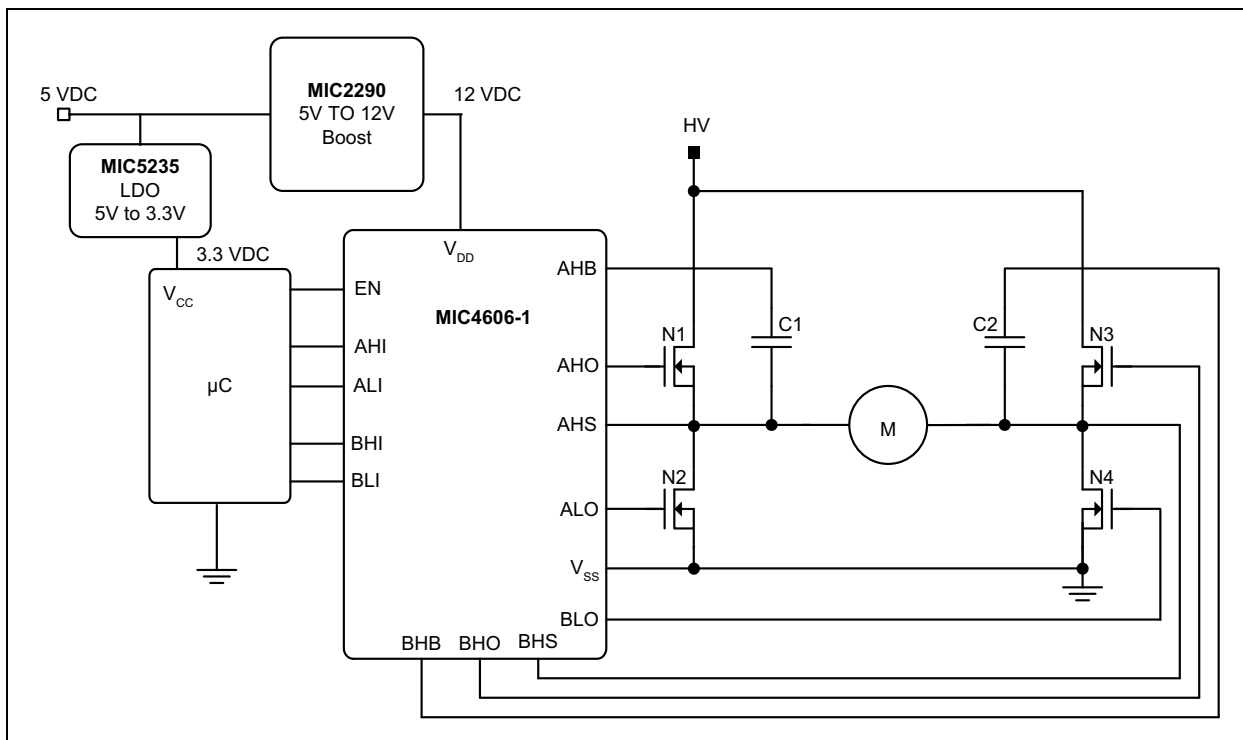 5 VDC
MIC2290
5V TO 12V
Boost
12 VDC
MIC5235
LDO
5V to 3.3V
HV
3.3 VDC
VCC
µC
VDD
MIC4606-1
EN
AHI
ALI
BHI
BLI
AHB
AHO
AHS
ALO
VSS
BLO
BHB
BHO
BHS
N1
C1
C2
N3
M
N2
N4